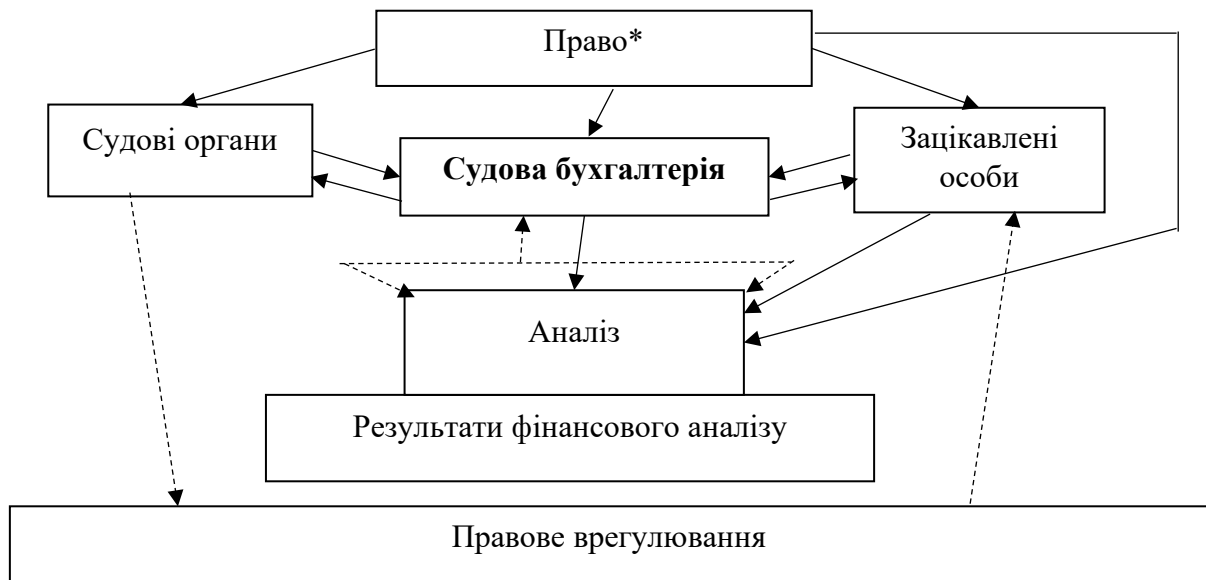 Право*
Судові органи
Судова бухгалтерія
Зацікавлені
особи
Аналіз
Результати фінансового аналізу
Правове врегулювання